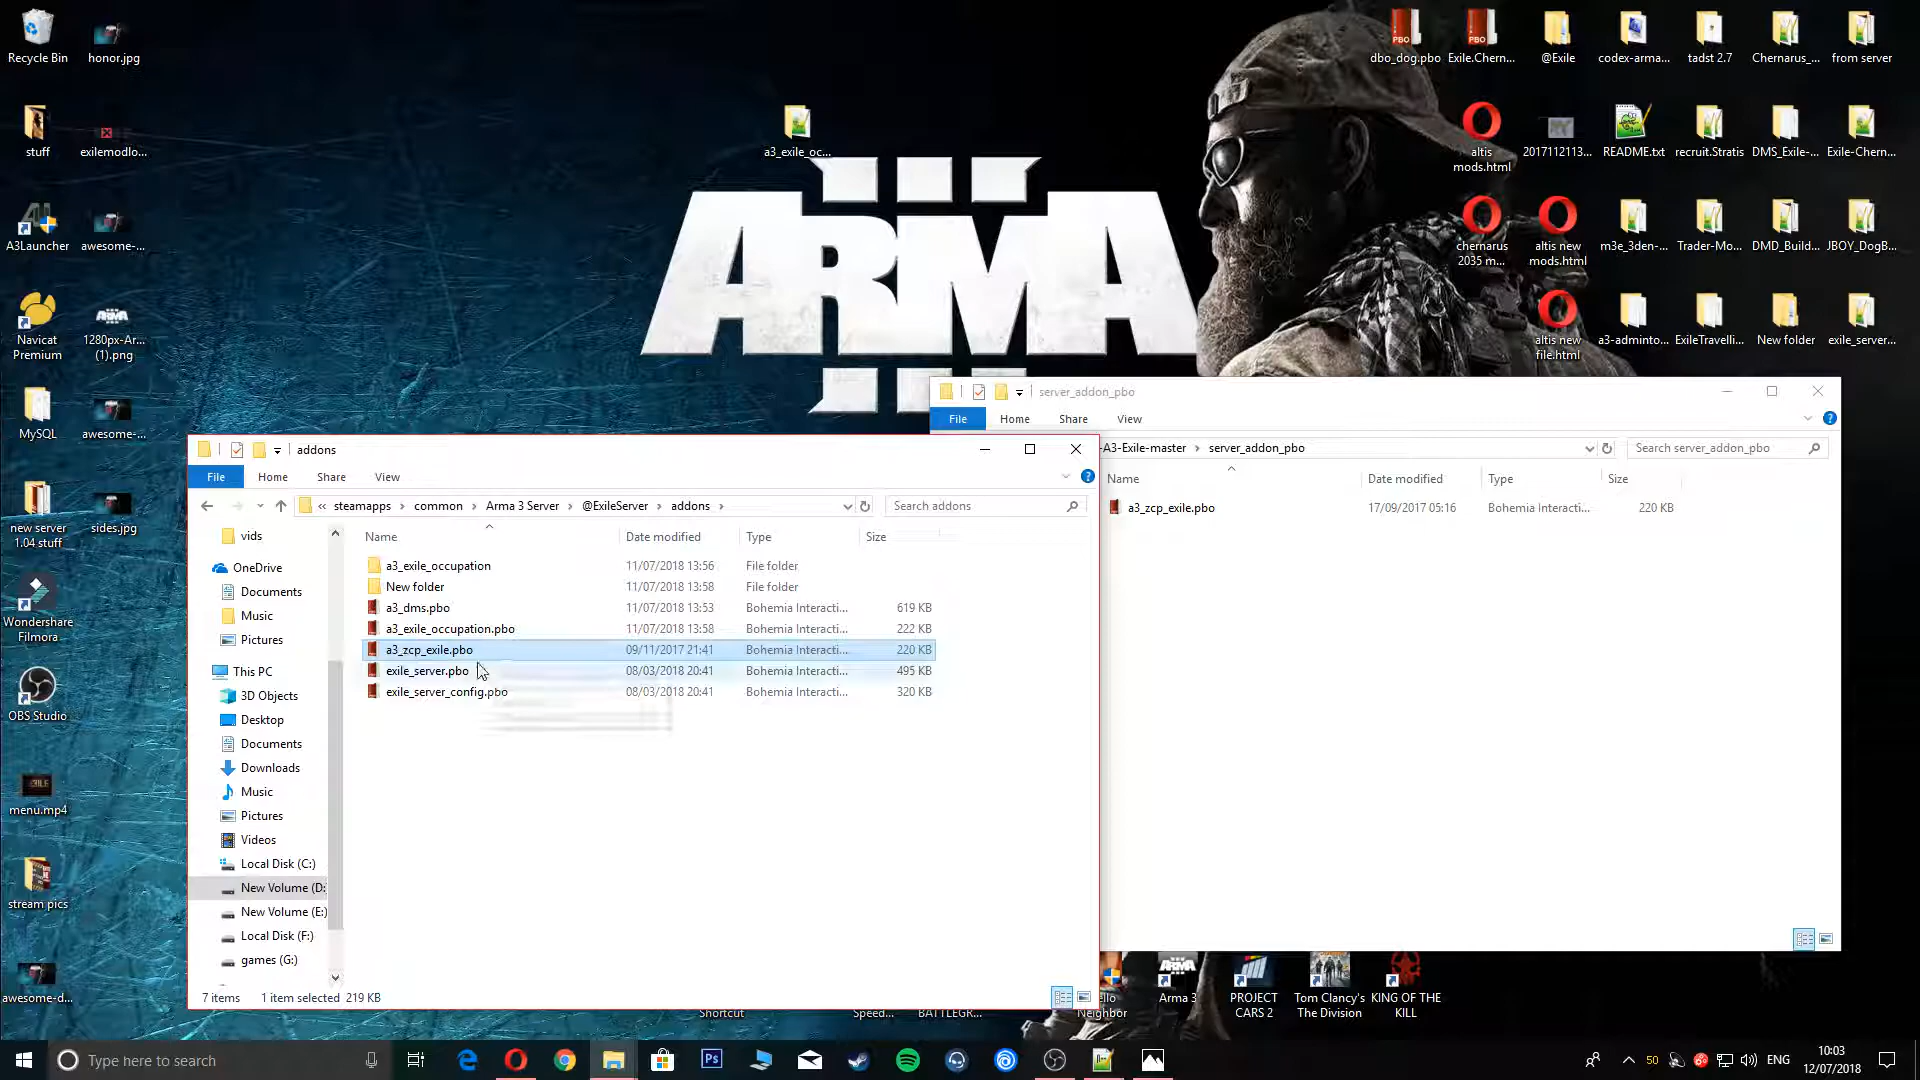 Recycle Bin
honor.jpg
stuff
exilemodlo...
A3Launcher
awesome-...
Navicat
Premium
1280px-Ar...
(1).png
MySQL
awesome-...
new server
1.04 stuff
sides.jpg
Wondershare
Filmora
OBS Studio
menu.mp4
stream pics
awesome-d...
a3_exile_oc...
ARMA
PBO
dbo_dog.pbo
PBO
Exile.Chern...
@Exile
codex-arma...
tadst 2.7
Chernarus_...
from server
altis
mods.html
2017112113...
README.txt
recruit.Stratis
DMS_Exile-...
Exile-Chern...
chernarus
2035 m...
altis new
mods.html
m3e_3den-...
Trader-Mo...
DMD_Build...
JBOY_DogB...
altis new
file.html
a3-adminto...
ExileTravelli...
New folder
exile_server...
server_addon_pbo
File Home Share View
-A3-Exile-master › server_addon_pbo
Search server_addon_pbo
Name Date modified Type Size
a3_zcp_exile.pbo 17/09/2017 05:16 Bohemia Interacti... 220 KB
addons
File Home Share View
« steamapps › common › Arma 3 Server › @ExileServer › addons ›
Search addons
vids
OneDrive
Documents
Music
Pictures
This PC
3D Objects
Desktop
Documents
Downloads
Music
Pictures
Videos
Local Disk (C:)
New Volume (D:
New Volume (E:)
Local Disk (F:)
games (G:)
Name Date modified Type Size
a3_exile_occupation 11/07/2018 13:56 File folder
New folder 11/07/2018 13:58 File folder
a3_dms.pbo 11/07/2018 13:53 Bohemia Interacti... 619 KB
a3_exile_occupation.pbo 11/07/2018 13:58 Bohemia Interacti... 222 KB
a3_zcp_exile.pbo 09/11/2017 21:41 Bohemia Interacti... 220 KB
exile_server.pbo 08/03/2018 20:41 Bohemia Interacti... 495 KB
exile_server_config.pbo 08/03/2018 20:41 Bohemia Interacti... 320 KB
7 items 1 item selected 219 KB
Shortcut
Speed...
BATTLEGR...
Neighbor
Arma 3
PROJECT
CARS 2
Tom Clancy's
The Division
KING OF THE
KILL
Type here to search
Ps
50
ENG
10:03
12/07/2018